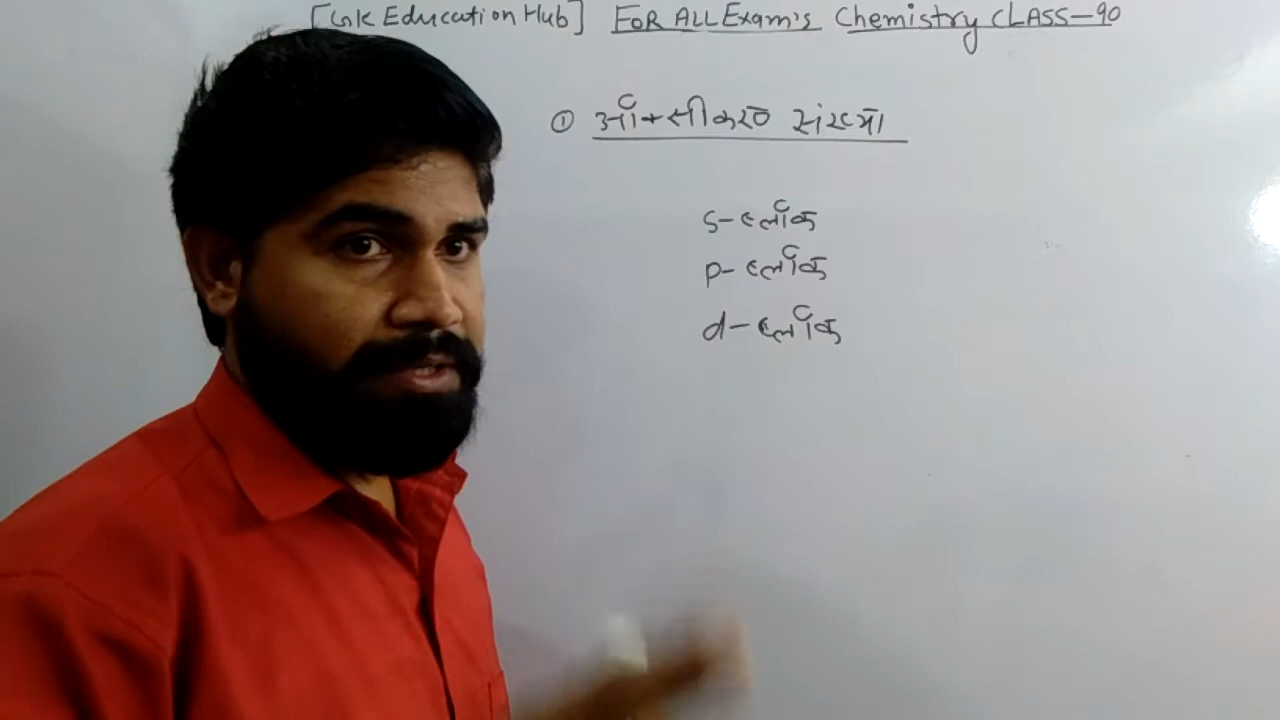 [GK Education Hub] FOR ALL Exam's Chemistry CLASS-90
① ऑक्सीकरण संख्या
s-ब्लॉक
p-ब्लॉक
d-ब्लॉक